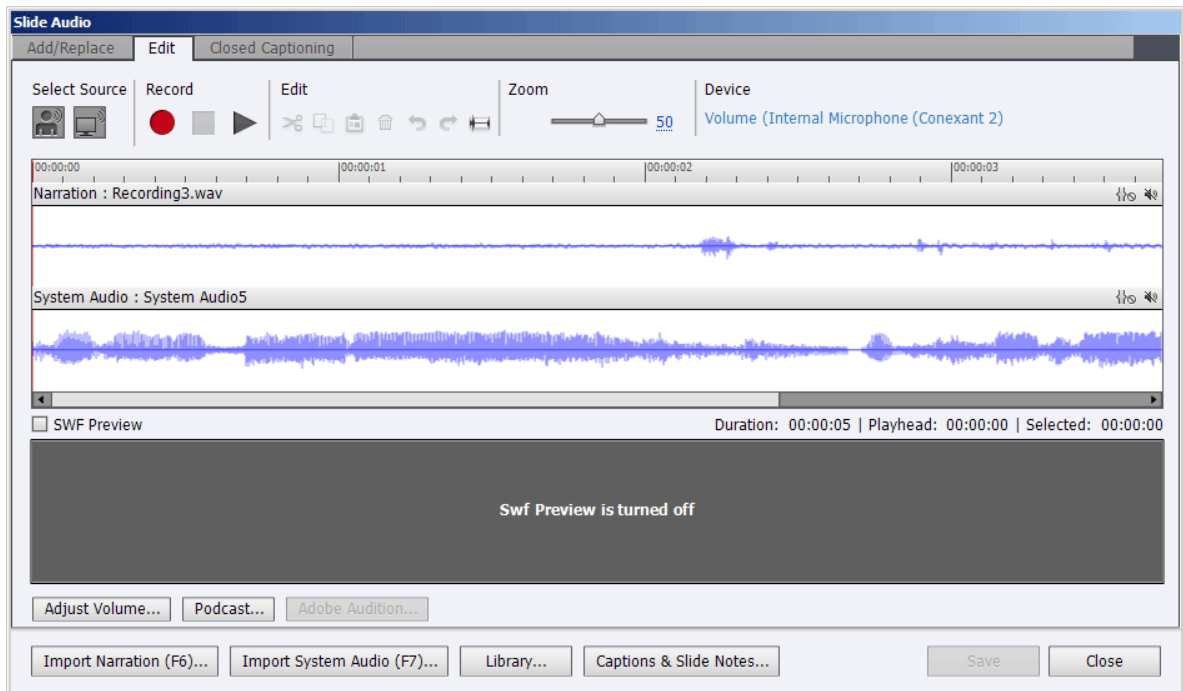 Slide Audio
Add/Replace Edit Closed Captioning
Select Source Record Edit Zoom Device
50 Volume (Internal Microphone (Conexant 2)
00:00:00 00:00:01 00:00:02 00:00:03
Narration : Recording3.wav
System Audio : System Audio5
SWF Preview Duration: 00:00:05 | Playhead: 00:00:00 | Selected: 00:00:00
Swf Preview is turned off
Adjust Volume... Podcast... Adobe Audition...
Import Narration (F6)... Import System Audio (F7)... Library... Captions & Slide Notes... Save Close